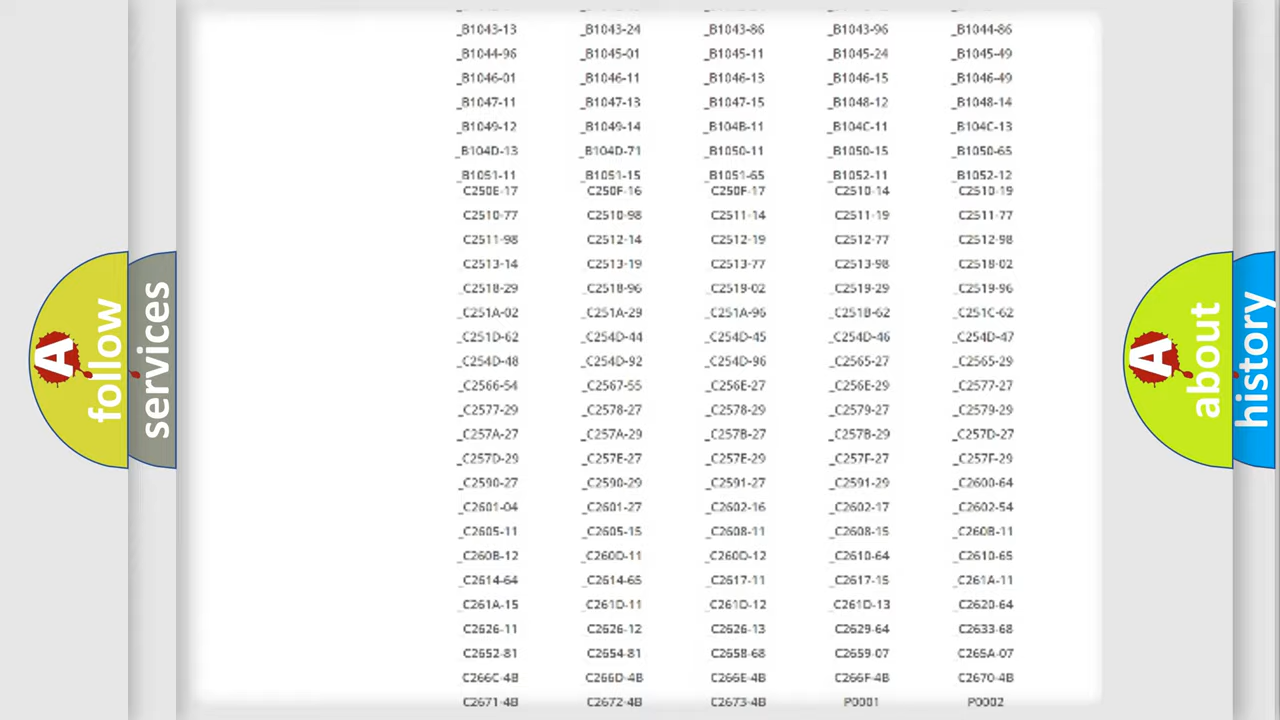 _B1043-13 _B1043-24 _B1043-86 _B1043-96 _B1044-86
_B1044-96 _B1045-01 _B1045-11 _B1045-24 _B1045-49
_B1046-01 _B1046-11 _B1046-13 _B1046-15 _B1046-49
_B1047-11 _B1047-13 _B1047-15 _B1048-12 _B1048-14
_B1049-12 _B1049-14 _B104B-11 _B104C-11 _B104C-13
_B104D-13 _B104D-71 _B1050-11 _B1050-15 _B1050-65
_B1051-11 _B1051-15 _B1051-65 _B1052-11 _B1052-12
C250E-17 C250F-16 C250F-17 C2510-14 C2510-19
C2510-77 C2510-98 C2511-14 C2511-19 C2511-77
C2511-98 C2512-14 C2512-19 C2512-77 C2512-98
C2513-14 C2513-19 C2513-77 C2513-98 C2518-02
_C2518-29 _C2518-96 _C2519-02 _C2519-29 _C2519-96
_C251A-02 _C251A-29 _C251A-96 _C251B-62 _C251C-62
_C251D-62 _C254D-44 _C254D-45 _C254D-46 _C254D-47
_C254D-48 _C254D-92 _C254D-96 _C2565-27 _C2565-29
_C2566-54 _C2567-55 _C256E-27 _C256E-29 _C2577-27
_C2577-29 _C2578-27 _C2578-29 _C2579-27 _C2579-29
_C257A-27 _C257A-29 _C257B-27 _C257B-29 _C257D-27
_C257D-29 _C257E-27 _C257E-29 _C257F-27 _C257F-29
_C2590-27 _C2590-29 _C2591-27 _C2591-29 _C2600-64
_C2601-04 _C2601-27 _C2602-16 _C2602-17 _C2602-54
_C2605-11 _C2605-15 _C2608-11 _C2608-15 _C260B-11
_C260B-12 _C260D-11 _C260D-12 _C2610-64 _C2610-65
_C2614-64 _C2614-65 _C2617-11 _C2617-15 _C261A-11
_C261A-15 _C261D-11 _C261D-12 _C261D-13 _C2620-64
C2626-11 C2626-12 C2626-13 C2629-64 C2633-68
C2652-81 C2654-81 C2658-68 C2659-07 C265A-07
C266C-4B C266D-4B C266E-4B C266F-4B C2670-4B
C2671-4B C2672-4B C2673-4B P0001 P0002
A follow
services
A about
history